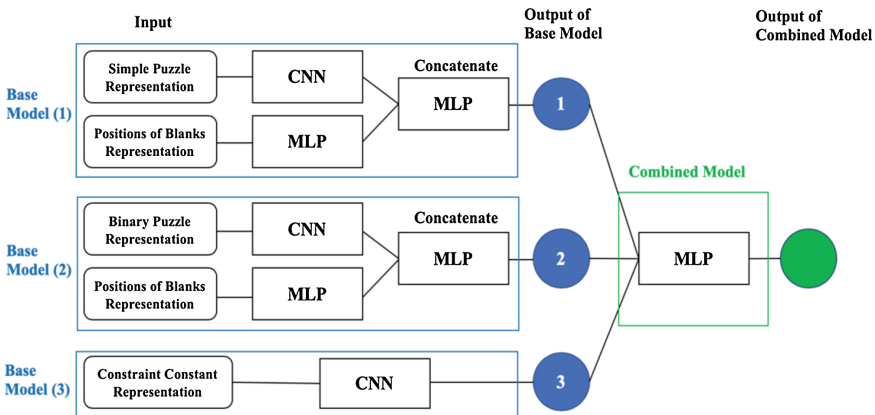 Input
Output of
Base Model
Output of
Combined Model
Base
Model (1)
Simple Puzzle
Representation
CNN
Concatenate
MLP
1
Positions of Blanks
Representation
MLP
Combined Model
Base
Model (2)
Binary Puzzle
Representation
CNN
Concatenate
MLP
2
MLP
Positions of Blanks
Representation
MLP
Base
Model (3)
Constraint Constant
Representation
CNN
3